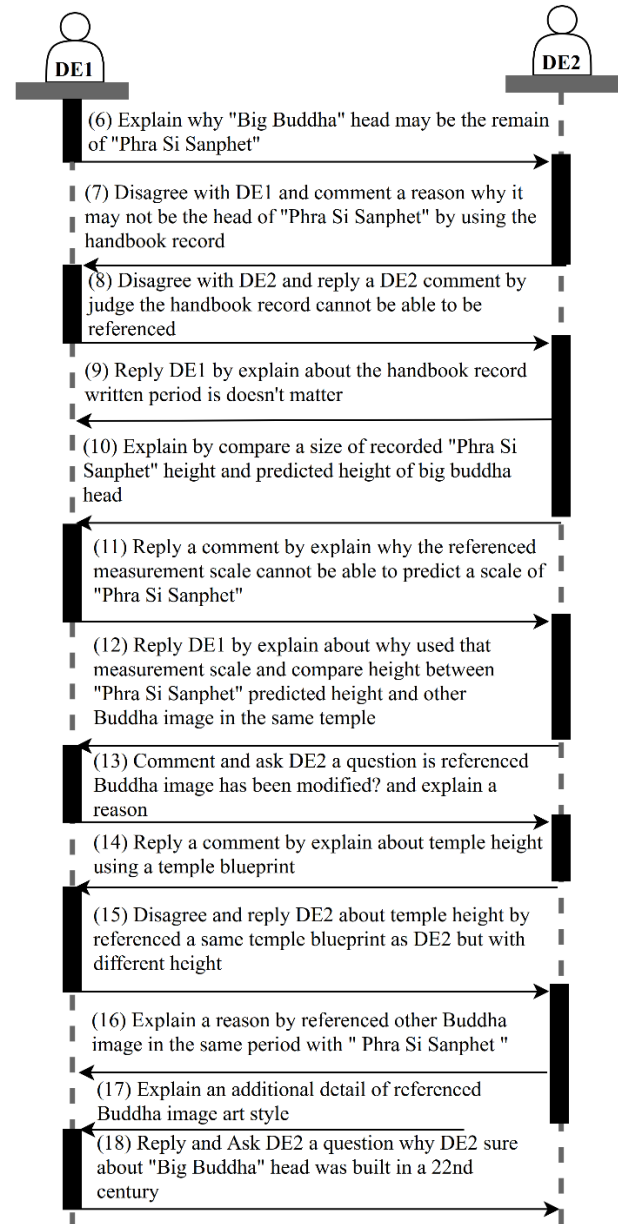 DE1
DE2
(6) Explain why "Big Buddha" head may be the remain
of "Phra Si Sanphet"
(7) Disagree with DE1 and comment a reason why it
may not be the head of "Phra Si Sanphet" by using the
handbook record
(8) Disagree with DE2 and reply a DE2 comment by
judge the handbook record cannot be able to be
referenced
(9) Reply DE1 by explain about the handbook record
written period is doesn't matter
(10) Explain by compare a size of recorded "Phra Si
Sanphet" height and predicted height of big buddha
head
(11) Reply a comment by explain why the referenced
measurement scale cannot be able to predict a scale of
"Phra Si Sanphet"
(12) Reply DE1 by explain about why used that
measurement scale and compare height between
"Phra Si Sanphet" predicted height and other
Buddha image in the same temple
(13) Comment and ask DE2 a question is referenced
Buddha image has been modified? and explain a
reason
(14) Reply a comment by explain about temple height
using a temple blueprint
(15) Disagree and reply DE2 about temple height by
referenced a same temple blueprint as DE2 but with
different height
(16) Explain a reason by referenced other Buddha
image in the same period with " Phra Si Sanphet "
(17) Explain an additional detail of referenced
Buddha image art style
(18) Reply and Ask DE2 a question why DE2 sure
about "Big Buddha" head was built in a 22nd
century